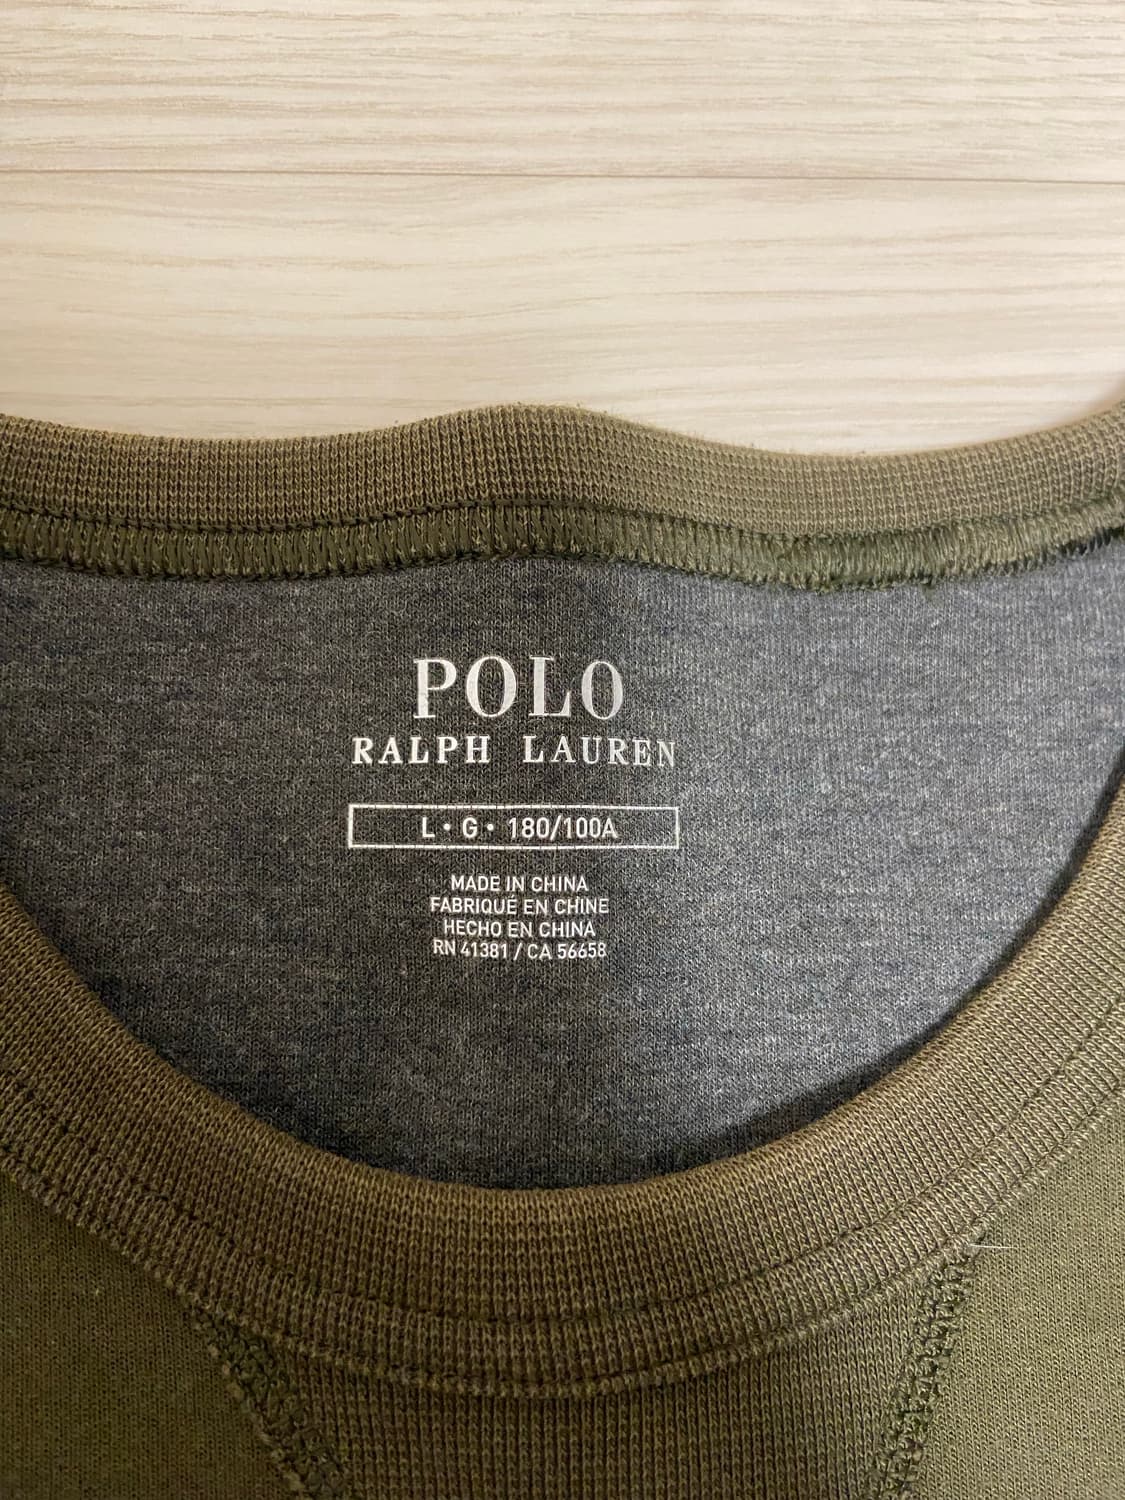 POLO
RALPH LAUREN
L • G • 180/100A
MADE IN CHINA
FABRIQUÉ EN CHINE
HECHO EN CHINA
RN 41381 / CA 56658